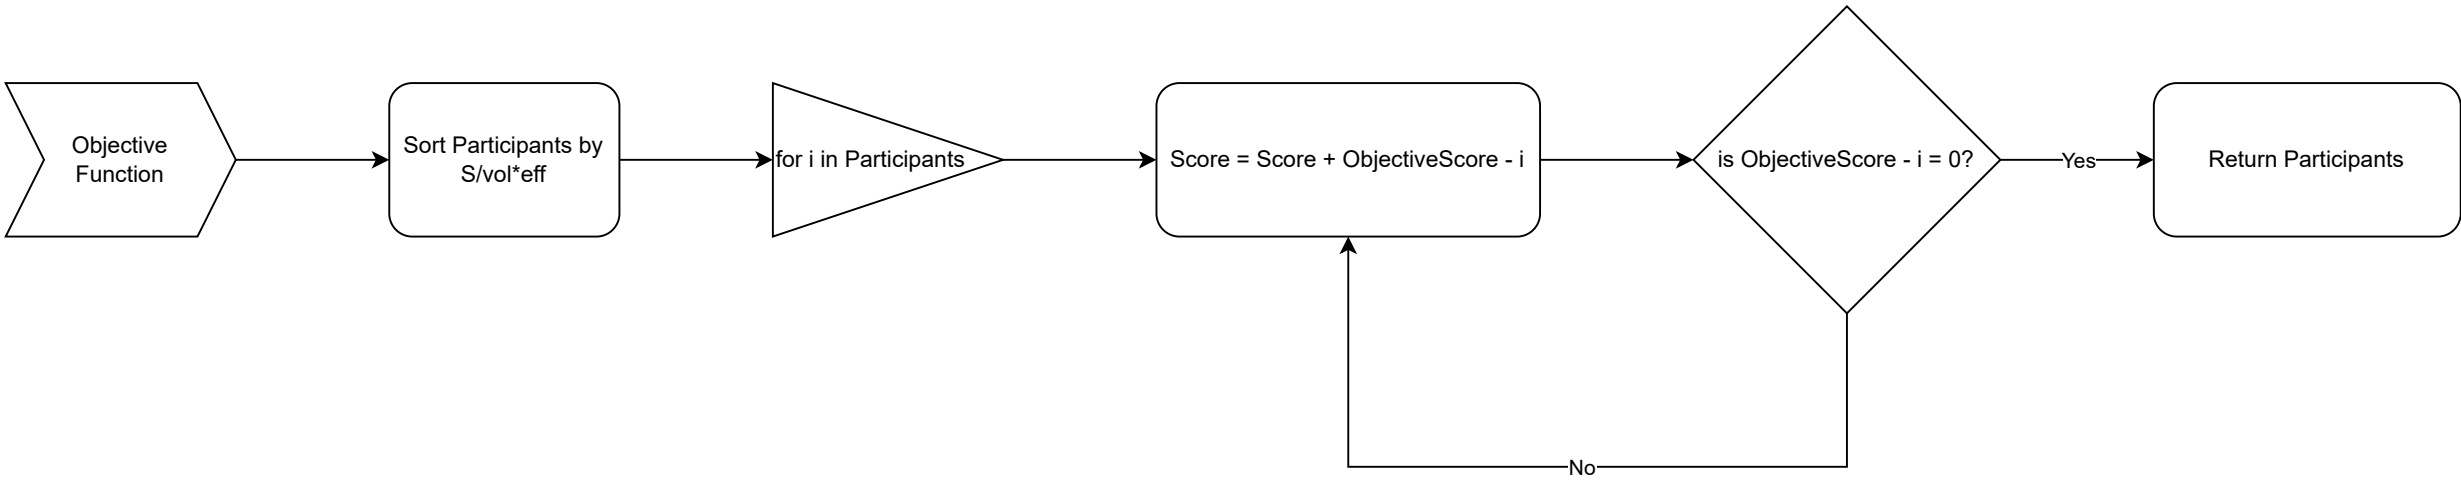 Objective
Function
Sort Participants by
S/vol*eff
for i in Participants
Score = Score + ObjectiveScore - i
is ObjectiveScore - i = 0?
Yes
Return Participants
No